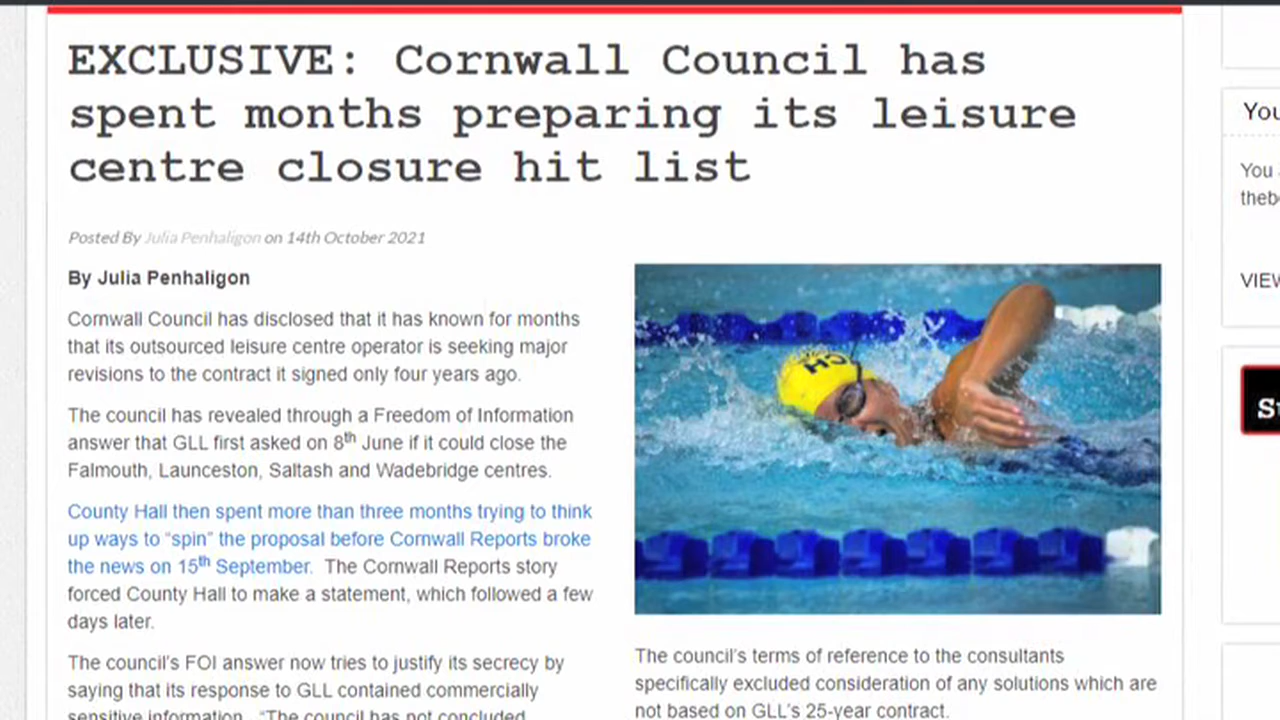 EXCLUSIVE: Cornwall Council has
spent months preparing its leisure
centre closure hit list
Posted By Julia Penhaligon on 14th October 2021
By Julia Penhaligon
Cornwall Council has disclosed that it has known for months
that its outsourced leisure centre operator is seeking major
revisions to the contract it signed only four years ago.
The council has revealed through a Freedom of Information
answer that GLL first asked on 8th June if it could close the
Falmouth, Launceston, Saltash and Wadebridge centres.
County Hall then spent more than three months trying to think
up ways to “spin” the proposal before Cornwall Reports broke
the news on 15th September. The Cornwall Reports story
forced County Hall to make a statement, which followed a few
days later.
The council’s FOI answer now tries to justify its secrecy by
saying that its response to GLL contained commercially
sensitive information. “The council has not concluded
The council’s terms of reference to the consultants
specifically excluded consideration of any solutions which are
not based on GLL’s 25-year contract.
You
You
VIEW